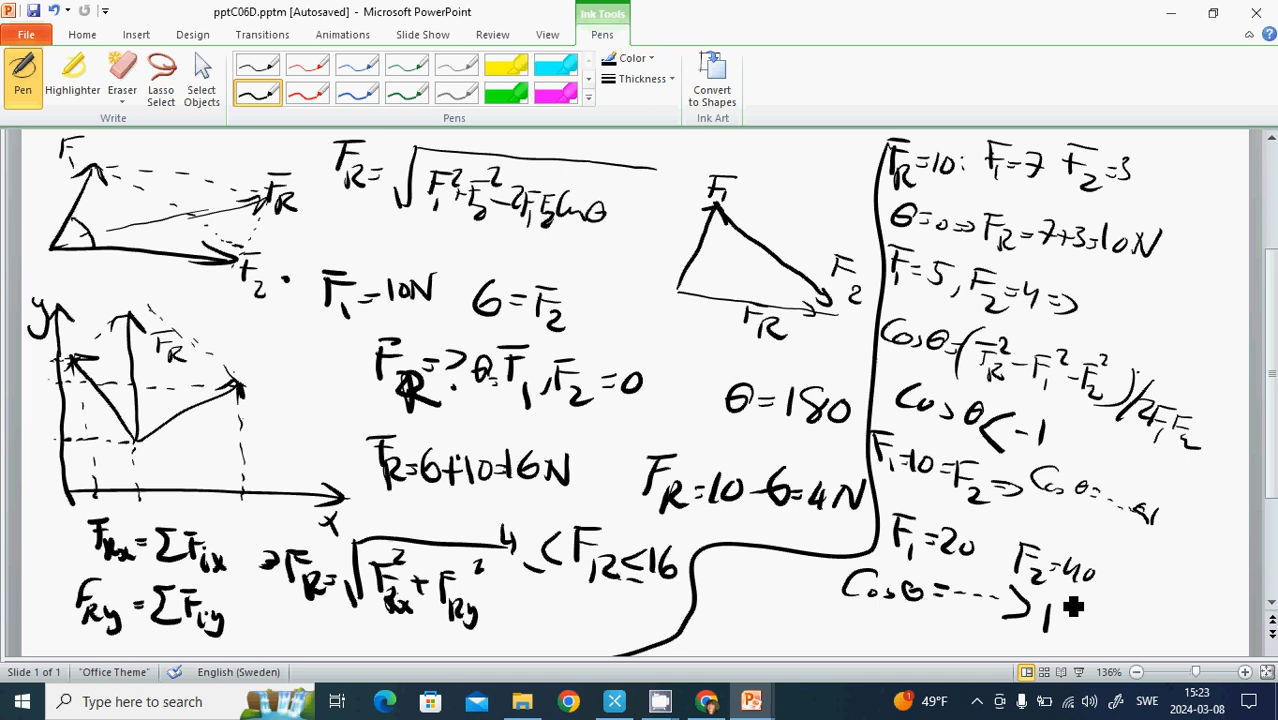 pptC06D.pptm [Autosaved] - Microsoft PowerPoint
Ink Tools
File Home Insert Design Transitions Animations Slide Show Review View Pens
Pen
Highlighter
Eraser
Lasso Select
Select Objects
Write
Pens
Color
Thickness
Convert to Shapes
Ink Art
F1
FR
F2
FR = √F1²+F2²-2F1F2Cosθ
F1
F2
FR
F1=10N 6=F2
FR=? θ=F1,F2=0
FR=6+10=16N
θ=180
FR=10-6=4N
y
FR
x
FRx=ΣFix
FRy=ΣFiy
⇒FR=√FRx²+FRy²
4≤FR≤16
FR=10: F1=7 F2=3
θ=0⇒FR=7+3=10N
F1=5, F2=4⇒
Cosθ=(FR²-F1²-F2²)/2F1F2
Cosθ<-1
F1=10=F2⇒Cosθ=...
F1=20 F2=40
Cosθ=---->1
Slide 1 of 1
"Office Theme"
English (Sweden)
136%
Type here to search
49°F
SWE
15:23
2024-03-08